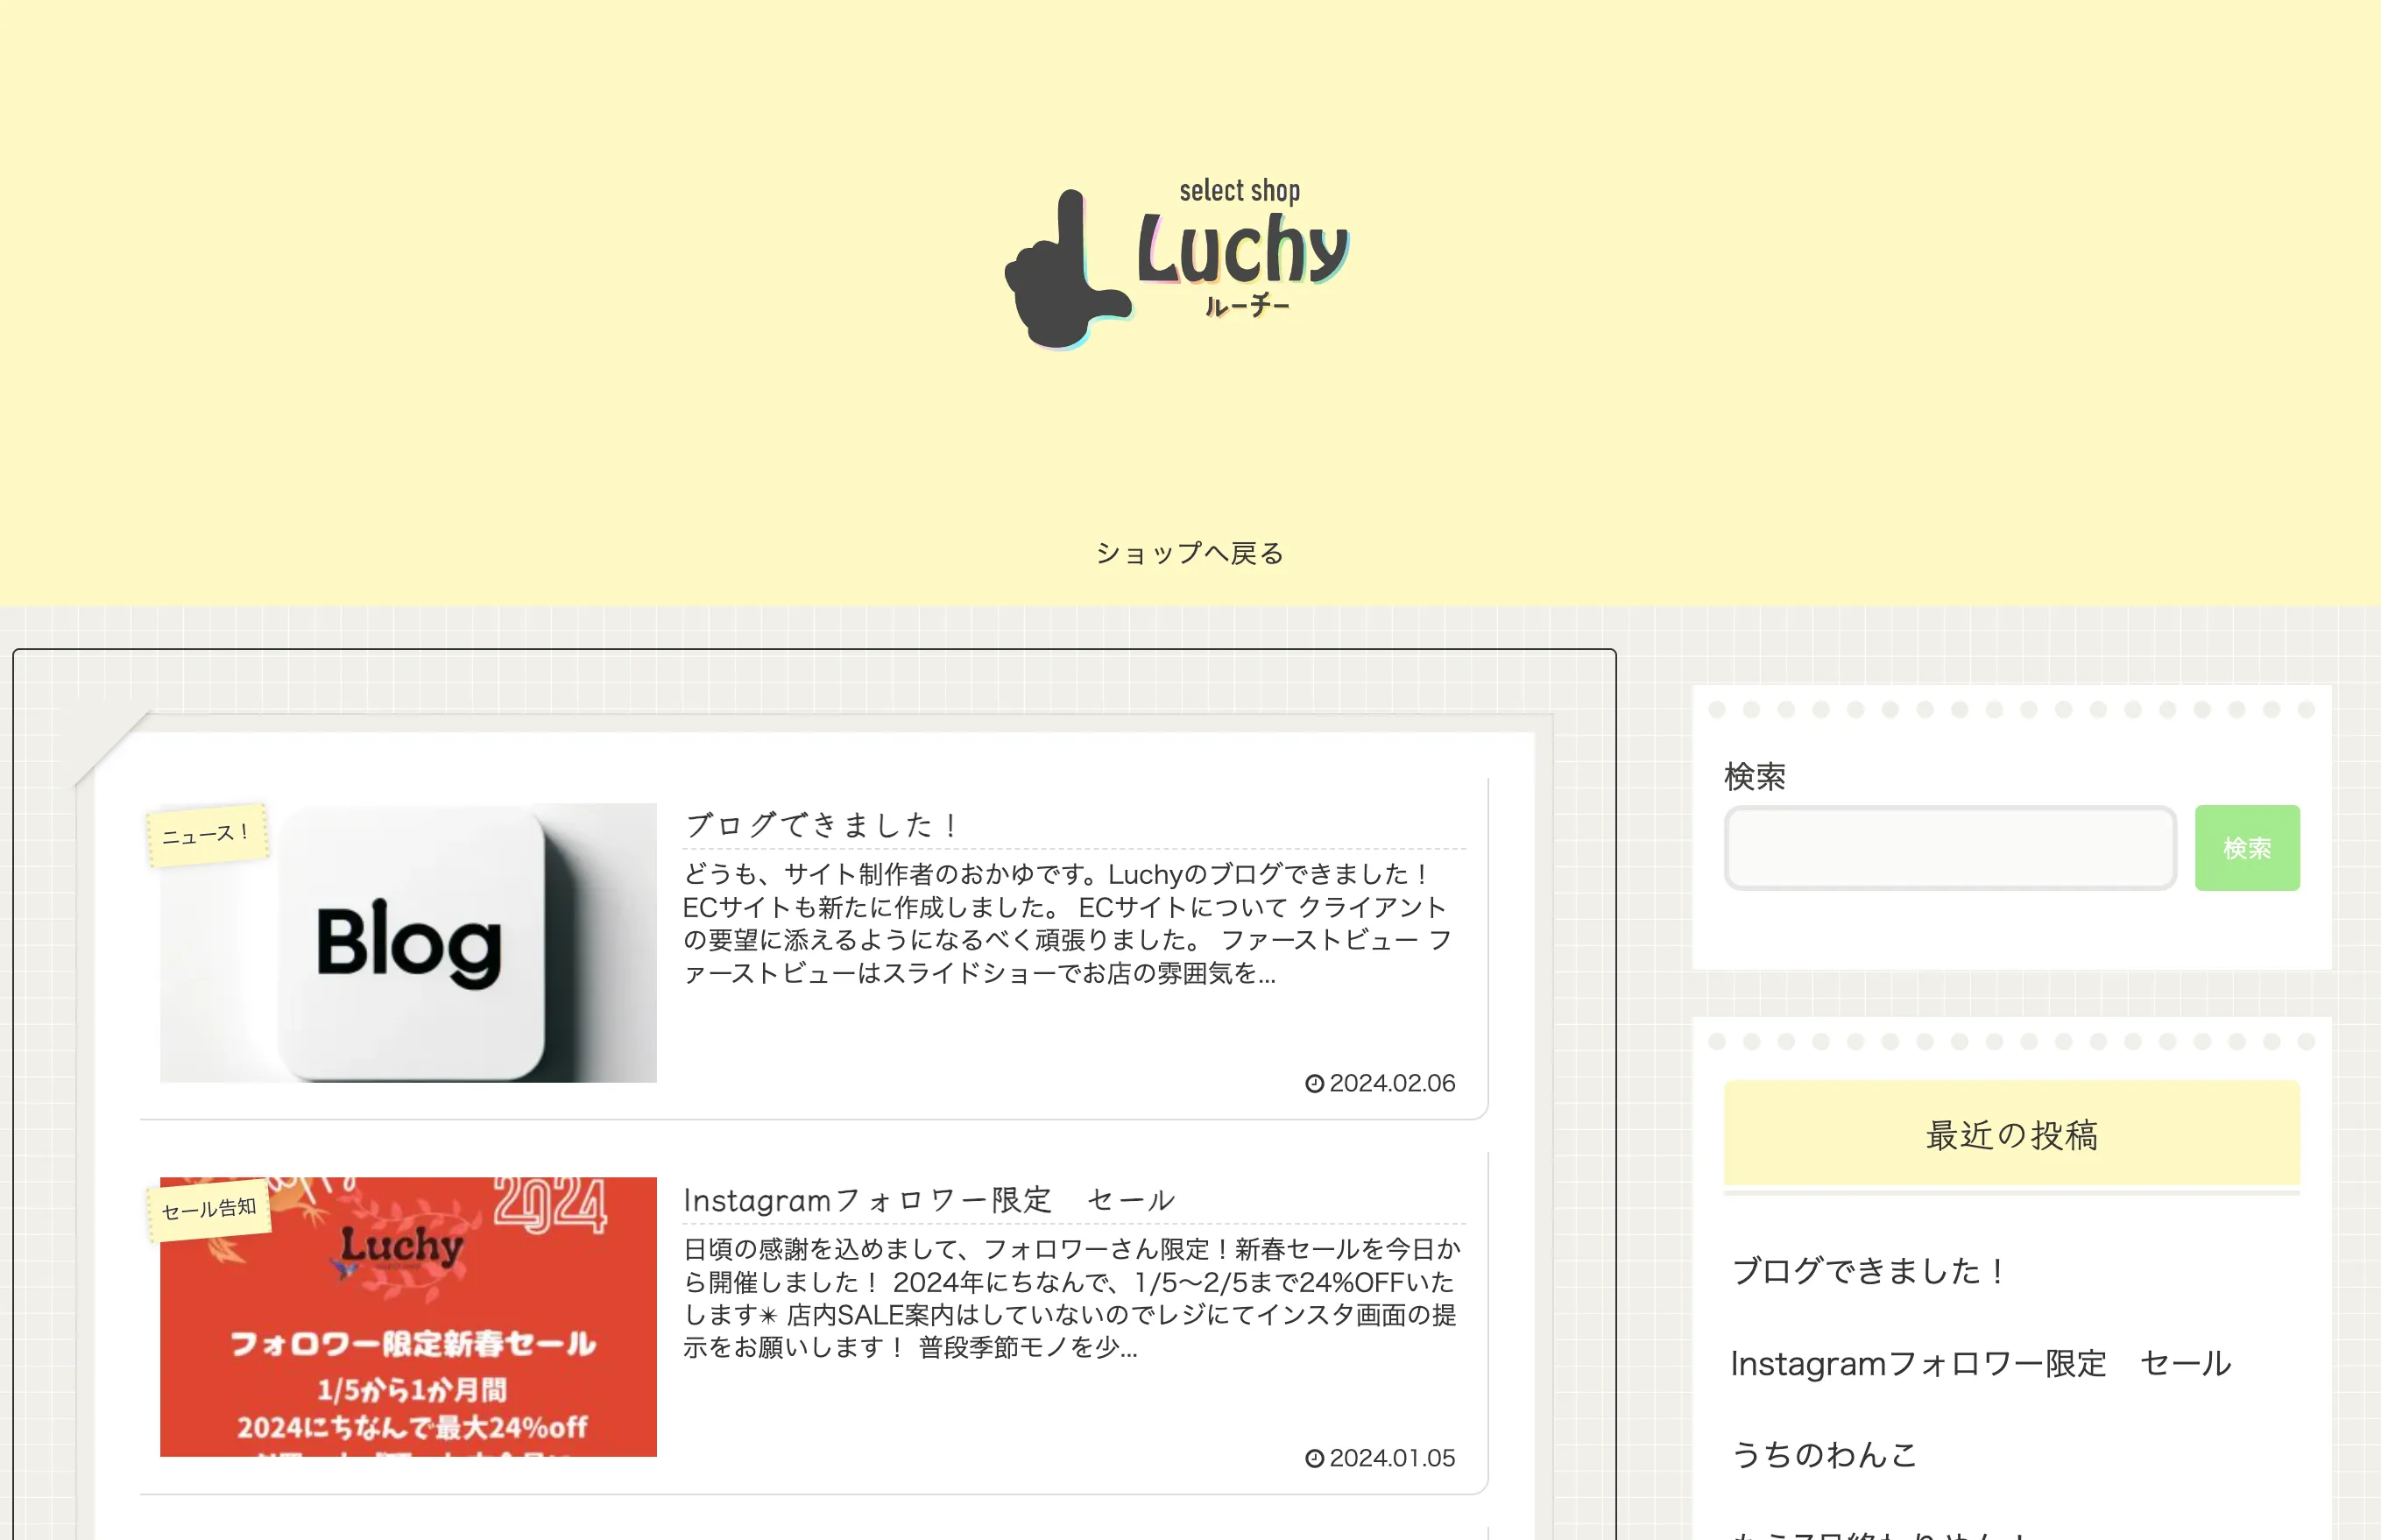 select shop
Luchy
ルーチー
ショップへ戻る
ニュース！
Blog
ブログできました！
どうも、サイト制作者のおかゆです。Luchyのブログできました！
ECサイトも新たに作成しました。 ECサイトについて クライアント
の要望に添えるようになるべく頑張りました。 ファーストビュー フ
ァーストビューはスライドショーでお店の雰囲気を...
2024.02.06
セール告知
2024
Luchy
フォロワー限定新春セール
1/5から1か月間
2024にちなんで最大24%off
Instagramフォロワー限定　セール
日頃の感謝を込めまして、フォロワーさん限定！新春セールを今日か
ら開催しました！ 2024年にちなんで、1/5〜2/5まで24%OFFいた
します✴︎ 店内SALE案内はしていないのでレジにてインスタ画面の提
示をお願いします！ 普段季節モノを少...
2024.01.05
検索
検索
最近の投稿
ブログできました！
Instagramフォロワー限定　セール
うちのわんこ